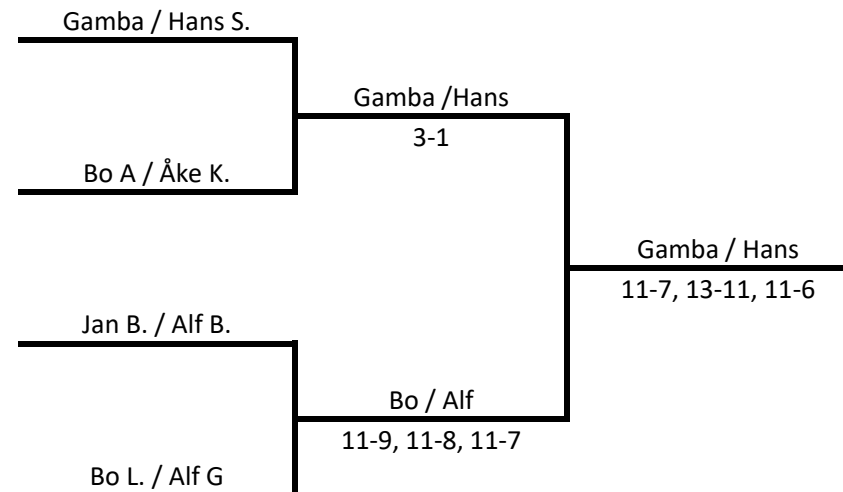 Gamba / Hans S.
Gamba /Hans
3-1
Bo A / Åke K.
Gamba / Hans
11-7, 13-11, 11-6
Jan B. / Alf B.
Bo / Alf
11-9, 11-8, 11-7
Bo L. / Alf G